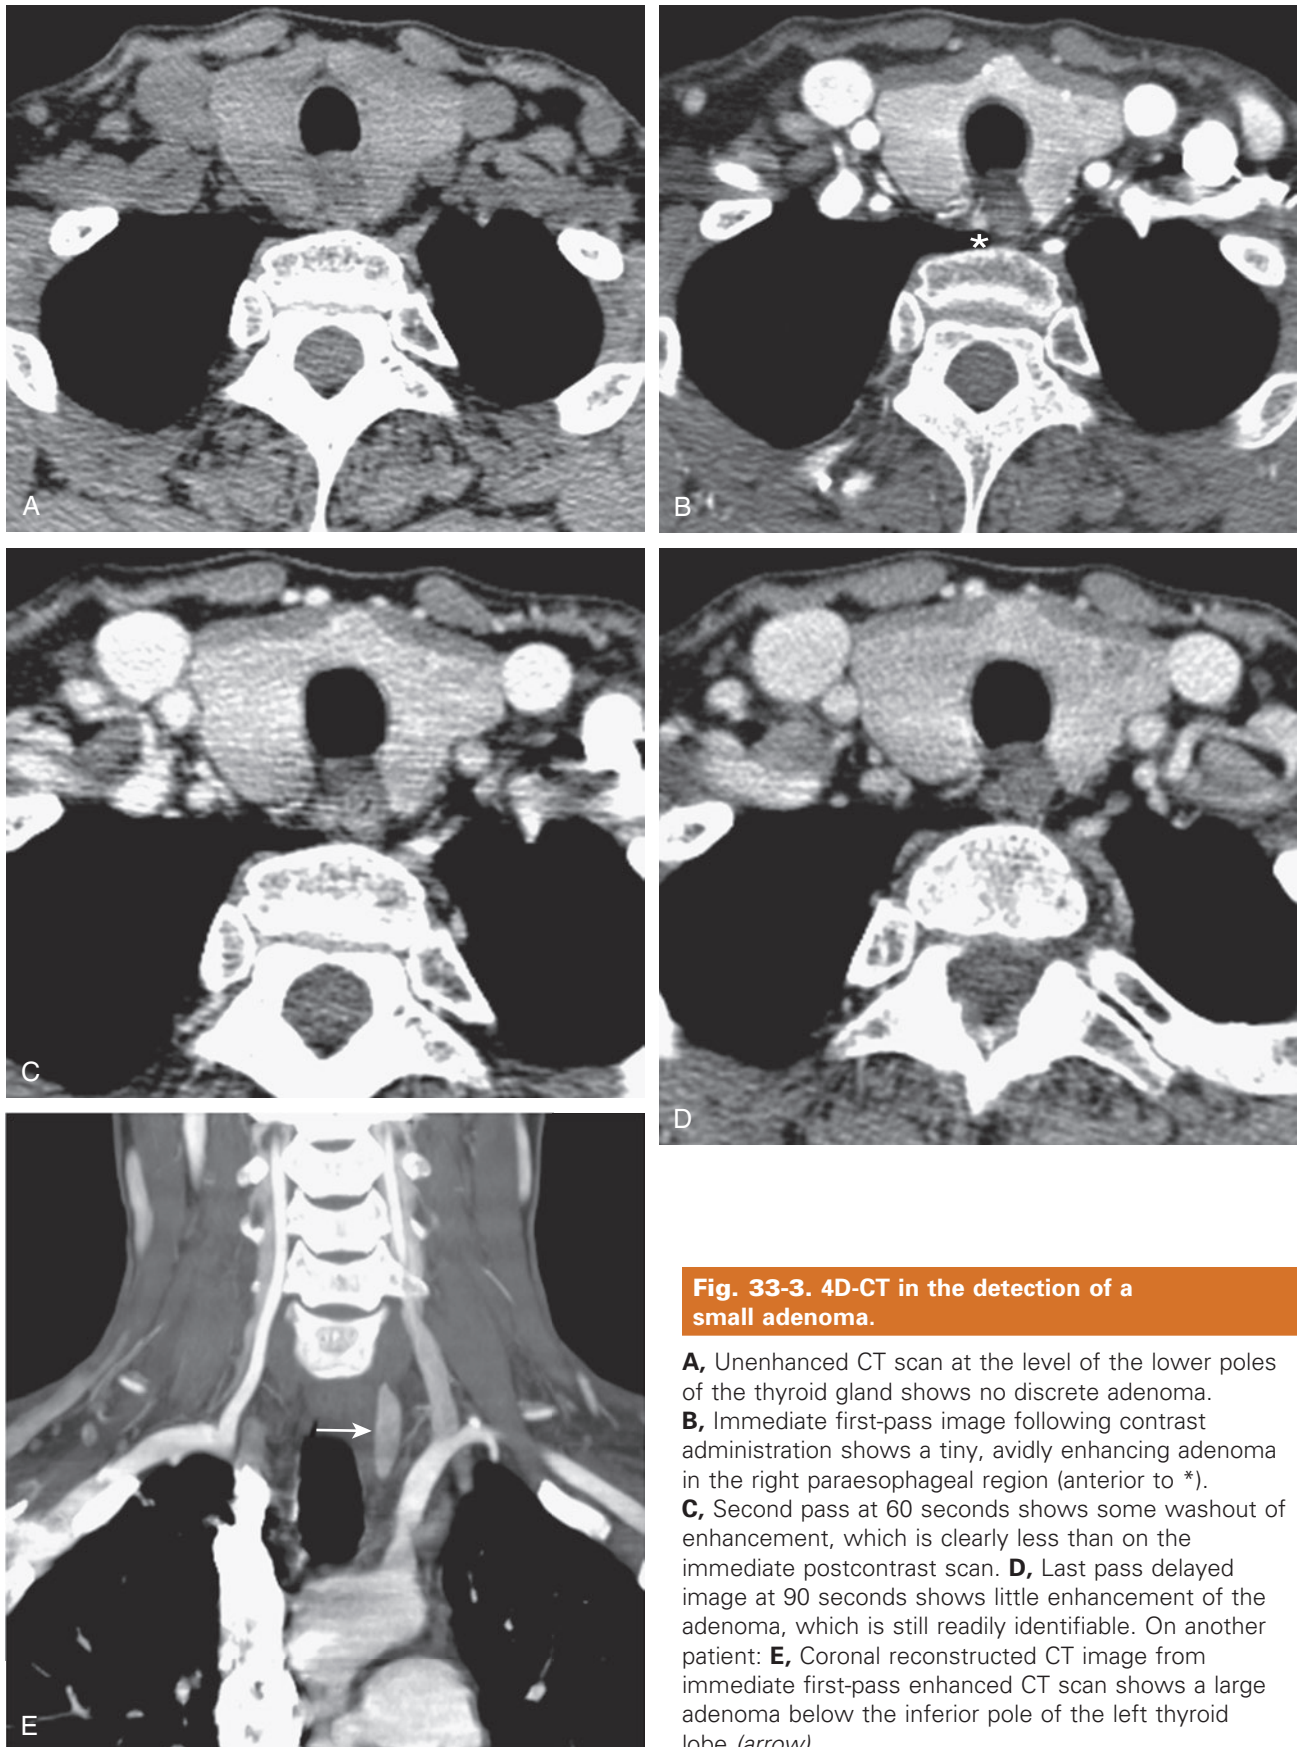 A
*
B
C
D
E
Fig. 33-3. 4D-CT in the detection of a
small adenoma.
A, Unenhanced CT scan at the level of the lower poles
of the thyroid gland shows no discrete adenoma.
B, Immediate first-pass image following contrast
administration shows a tiny, avidly enhancing adenoma
in the right paraesophageal region (anterior to *).
C, Second pass at 60 seconds shows some washout of
enhancement, which is clearly less than on the
immediate postcontrast scan. D, Last pass delayed
image at 90 seconds shows little enhancement of the
adenoma, which is still readily identifiable. On another
patient: E, Coronal reconstructed CT image from
immediate first-pass enhanced CT scan shows a large
adenoma below the inferior pole of the left thyroid
lobe (arrow)